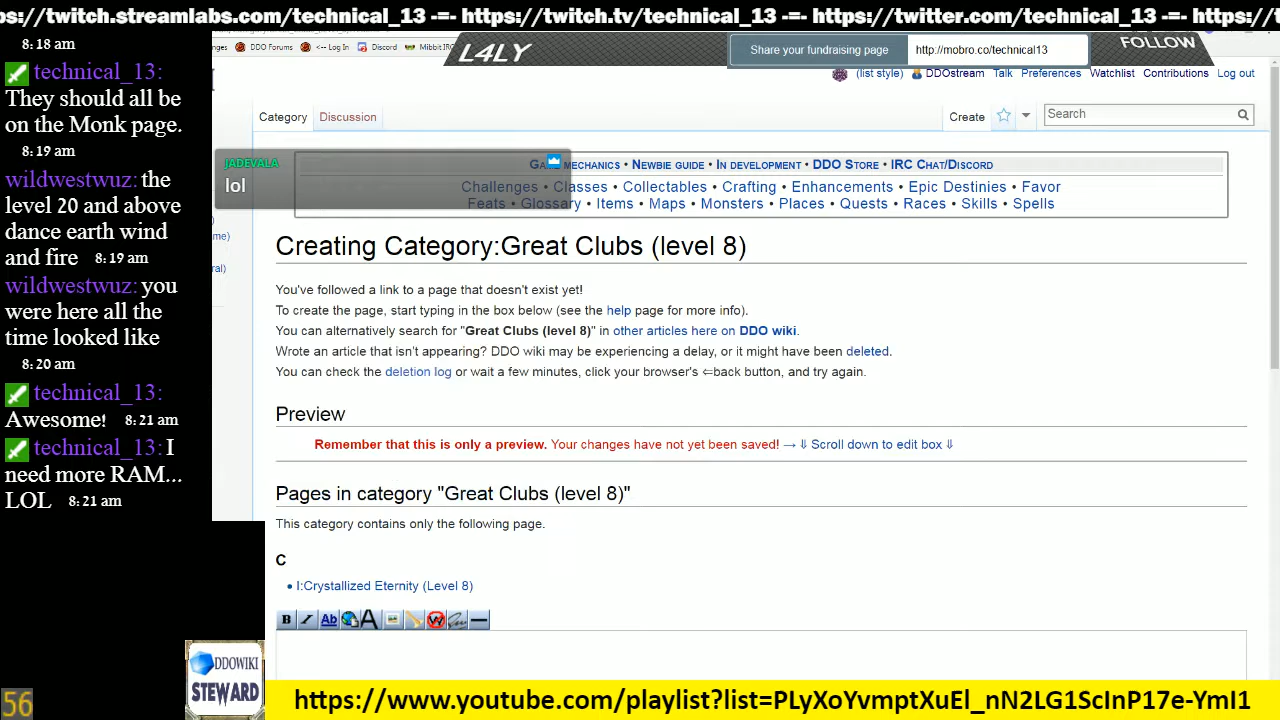 ps://twitch.streamlabs.com/technical_13 -=- https://twitch.tv/technical_13 -=- https://twitter.com/technical_13 -=- https://t
8:18 am
technical_13:
They should all be
on the Monk page.
8:19 am
wildwestwuz: the
level 20 and above
dance earth wind
and fire 8:19 am
wildwestwuz: you
were here all the
time looked like
8:20 am
technical_13:
Awesome! 8:21 am
technical_13: I
need more RAM...
LOL 8:21 am
nges DDO Forums <-- Log In Discord Mibbit IR
L4LY
Share your fundraising page http://mobro.co/technical13
FOLLOW
(list style) DDOstream Talk Preferences Watchlist Contributions Log out
Category Discussion Create Search
JADEVALA
lol
me)
ral)
MECHANICS • NEWBIE GUIDE • IN DEVELOPMENT • DDO STORE • IRC CHAT/DISCORD
Challenges • Classes • Collectables • Crafting • Enhancements • Epic Destinies • Favor
Feats • Glossary • Items • Maps • Monsters • Places • Quests • Races • Skills • Spells
Creating Category:Great Clubs (level 8)
You've followed a link to a page that doesn't exist yet!
To create the page, start typing in the box below (see the help page for more info).
You can alternatively search for "Great Clubs (level 8)" in other articles here on DDO wiki.
Wrote an article that isn't appearing? DDO wiki may be experiencing a delay, or it might have been deleted.
You can check the deletion log or wait a few minutes, click your browser's ⇐back button, and try again.
Preview
Remember that this is only a preview. Your changes have not yet been saved! → ⇓ Scroll down to edit box ⇓
Pages in category "Great Clubs (level 8)"
This category contains only the following page.
C
• I:Crystallized Eternity (Level 8)
B I Ab A W
DDOWIKI
STEWARD
56
https://www.youtube.com/playlist?list=PLyXoYvmptXuEl_nN2LG1ScInP17e-YmI1